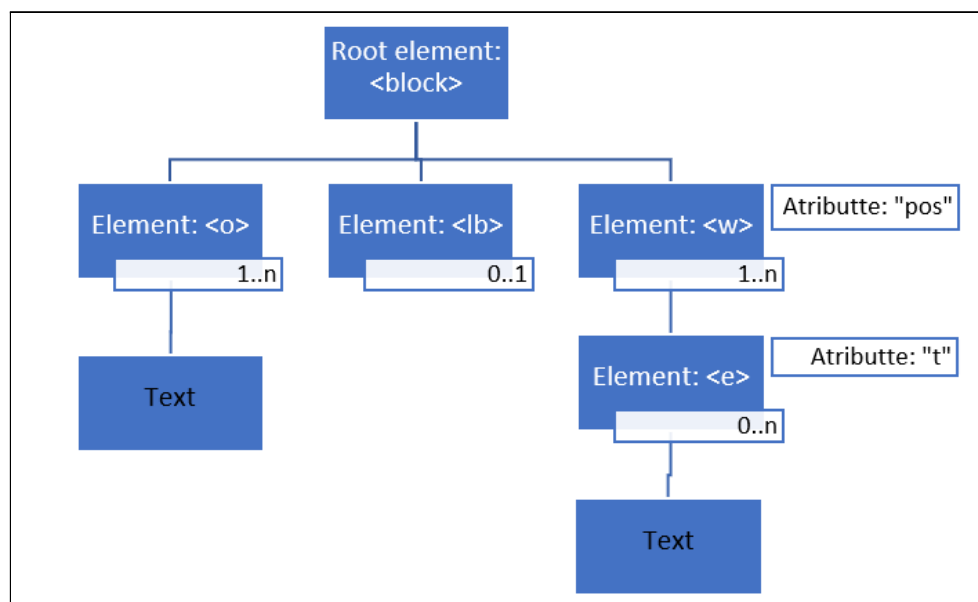 Root element:
<block>
Element: <o>
1..n
Element: <lb>
0..1
Element: <w>
1..n
Atributte: "pos"
Text
Element: <e>
0..n
Atributte: "t"
Text